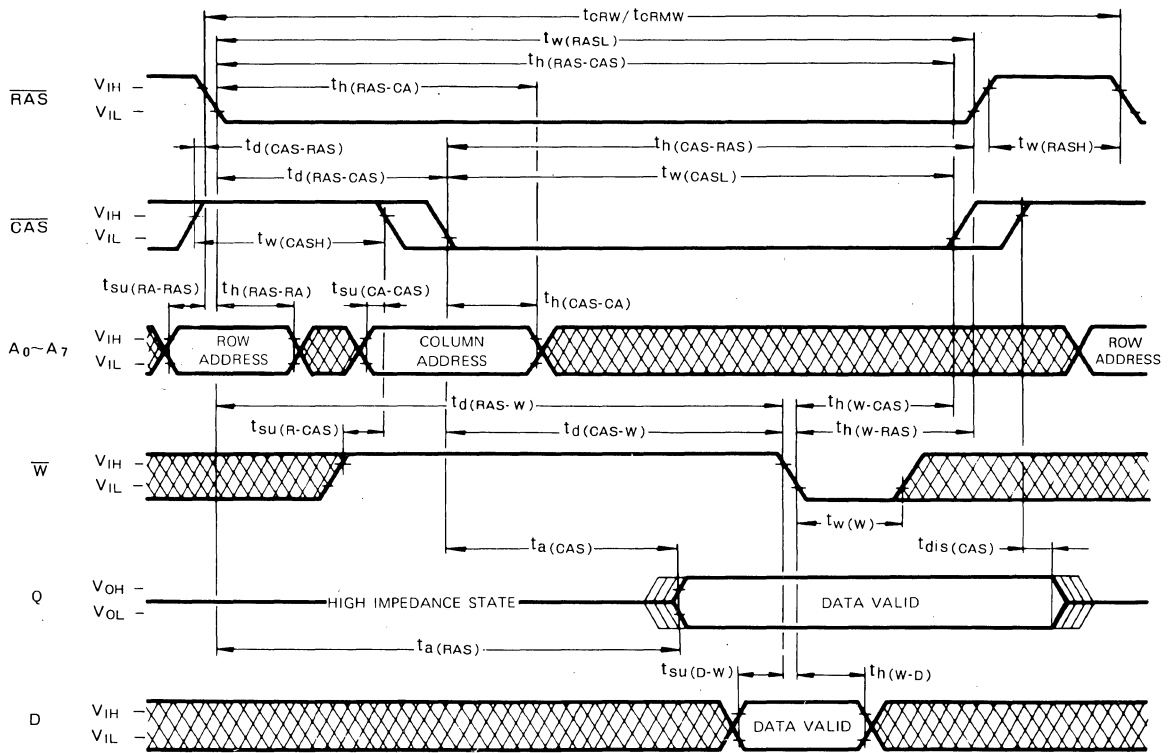 tCRW/tCRMW
tw(RASL)
th(RAS-CAS)
th(RAS-CA)
RAS
VIH
VIL
td(CAS-RAS)
th(CAS-RAS)
tw(RASH)
td(RAS-CAS)
tw(CASL)
CAS
VIH
VIL
tw(CASH)
tsu(RA-RAS)
th(RAS-RA)
tsu(CA-CAS)
th(CAS-CA)
A0~A7
VIH
VIL
ROW ADDRESS
COLUMN ADDRESS
ROW ADDRESS
td(RAS-W)
th(W-CAS)
tsu(R-CAS)
td(CAS-W)
th(W-RAS)
W
VIH
VIL
tw(W)
ta(CAS)
tdis(CAS)
Q
VOH
VOL
HIGH IMPEDANCE STATE
DATA VALID
ta(RAS)
tsu(D-W)
th(W-D)
D
VIH
VIL
DATA VALID